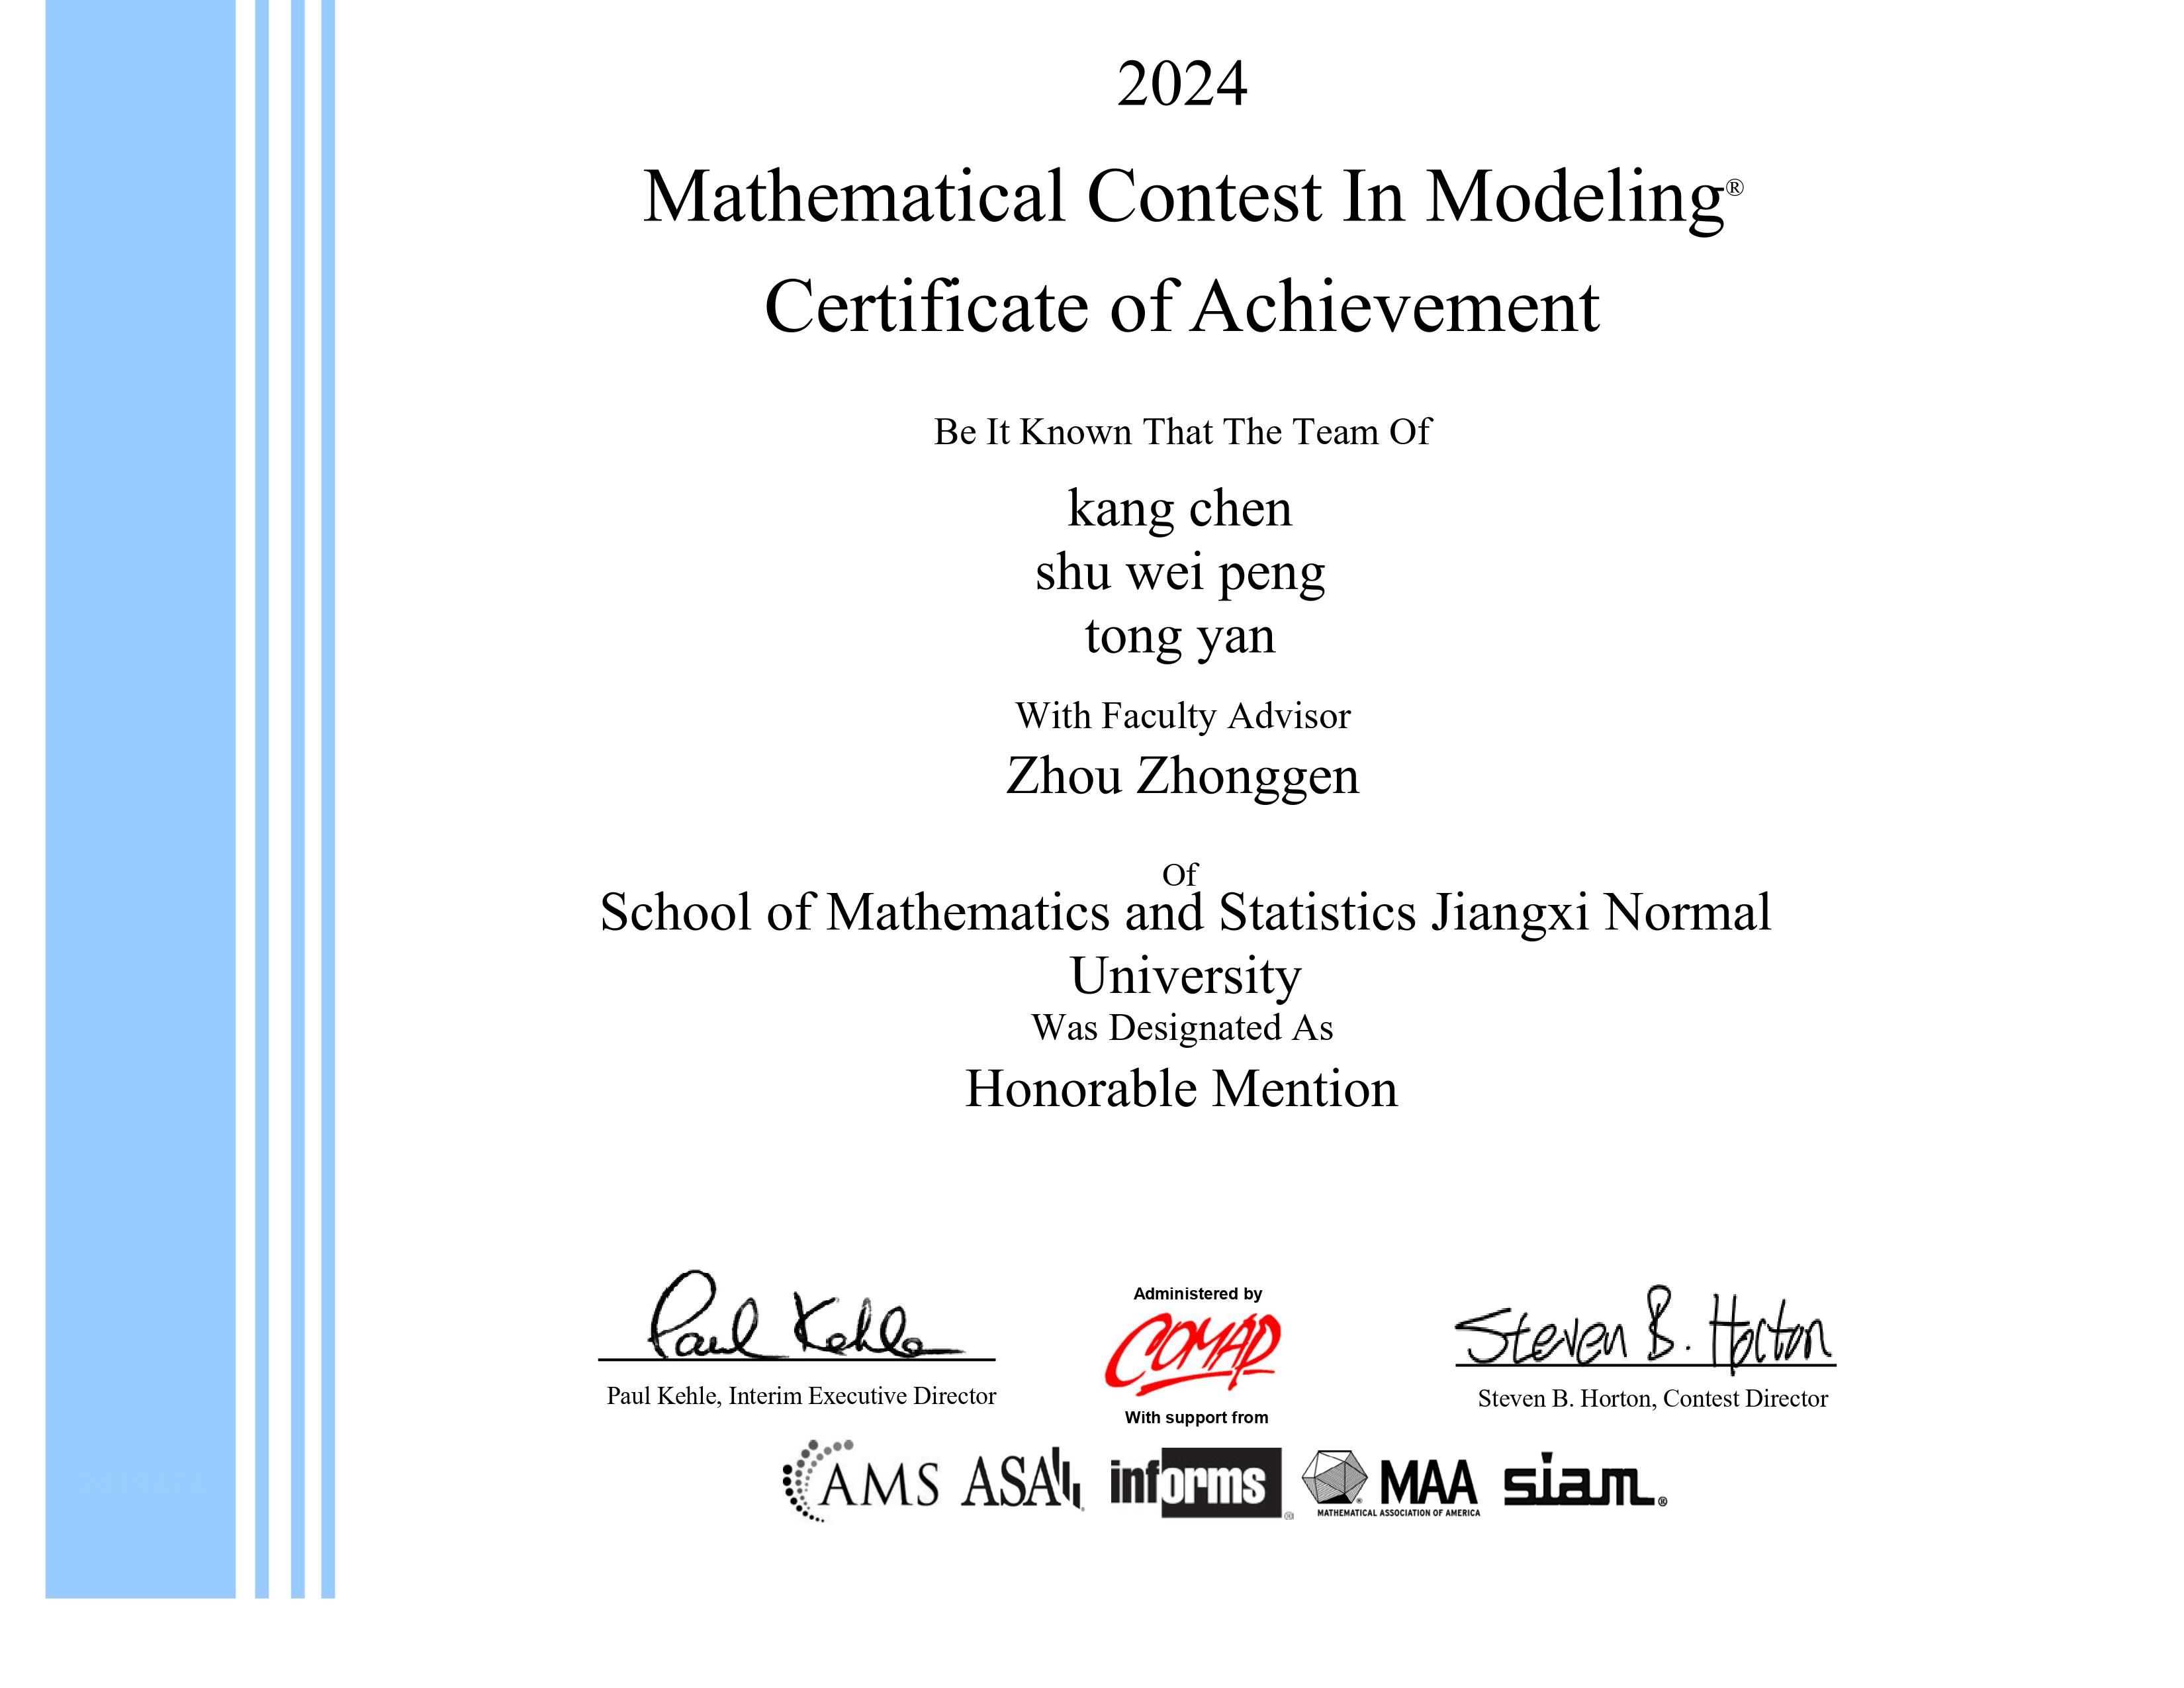 2024
Mathematical Contest In Modeling®
Certificate of Achievement
Be It Known That The Team Of
kang chen
shu wei peng
tong yan
With Faculty Advisor
Zhou Zhonggen
Of
School of Mathematics and Statistics Jiangxi Normal
University
Was Designated As
Honorable Mention
Paul Kehle
Paul Kehle, Interim Executive Director
Administered by
COMAP
With support from
Steven B. Horton
Steven B. Horton, Contest Director
AMS ASA informs® MAA siam®
MATHEMATICAL ASSOCIATION OF AMERICA